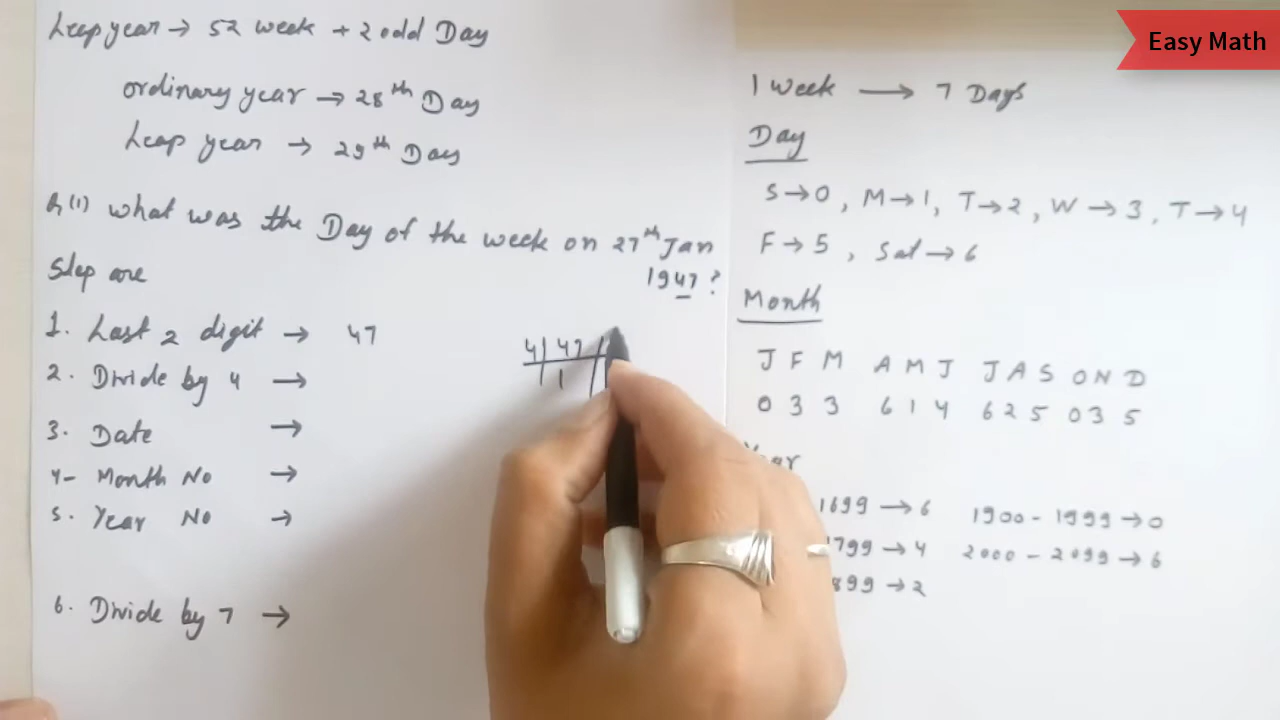 Leap year → 52 week + 2 odd Day
ordinary year → 28th Day
Leap year → 29th Day
Q(1) what was the Day of the week on 27th Jan
1947 ?
Step are
1. Last 2 digit → 47
2. Divide by 4 →
3. Date →
4- Month No →
5. Year No →
6. Divide by 7 →
4 47
1
Easy Math
1 week → 7 Days
Day
S→0, M→1, T→2, W→3, T→4
F→5, Sat→6
Month
J F M A M J J A S O N D
0 3 3 6 1 4 6 2 5 0 3 5
1699 → 6 1900 - 1999 → 0
799 → 4 2000 - 2099 → 6
899 → 2